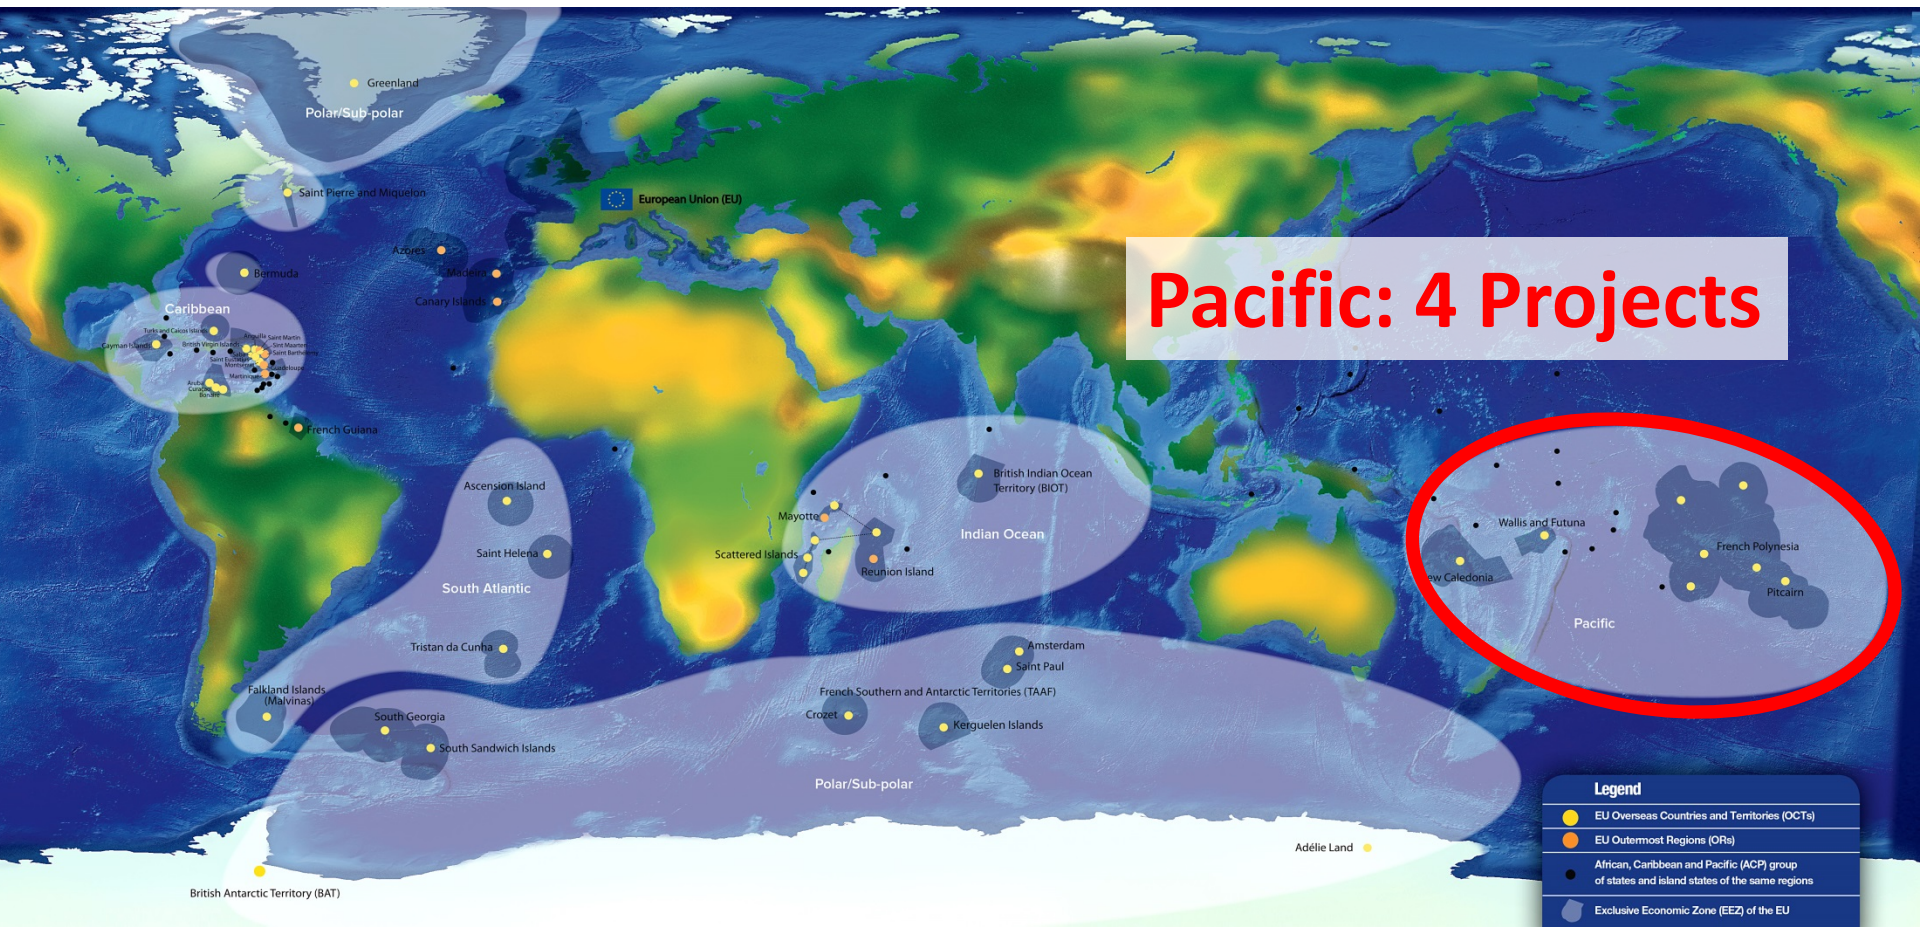 Greenland
Polar/Sub-polar
Saint Pierre and Miquelon
European Union (EU)
Azores
Madeira
Canary Islands
Bermuda
Pacific: 4 Projects
Caribbean
Turks and Caicos Islands
Cayman Islands
British Virgin Islands
Anguilla
Saint Martin
Sint Maarten
Saint Barthelemy
Saint Eustatius
Montserrat
Guadeloupe
Martinique
Aruba
Curaçao
Bonaire
French Guiana
Ascension Island
Saint Helena
South Atlantic
Tristan da Cunha
Falkland Islands
(Malvinas)
South Georgia
South Sandwich Islands
British Indian Ocean
Territory (BIOT)
Mayotte
Indian Ocean
Scattered Islands
Reunion Island
Wallis and Futuna
French Polynesia
ew Caledonia
Pitcairn
Pacific
Amsterdam
Saint Paul
French Southern and Antarctic Territories (TAAF)
Crozet
Kerguelen Islands
Polar/Sub-polar
Adélie Land
British Antarctic Territory (BAT)
Legend
EU Overseas Countries and Territories (OCTs)
EU Outermost Regions (ORs)
African, Caribbean and Pacific (ACP) group
of states and island states of the same regions
Exclusive Economic Zone (EEZ) of the EU